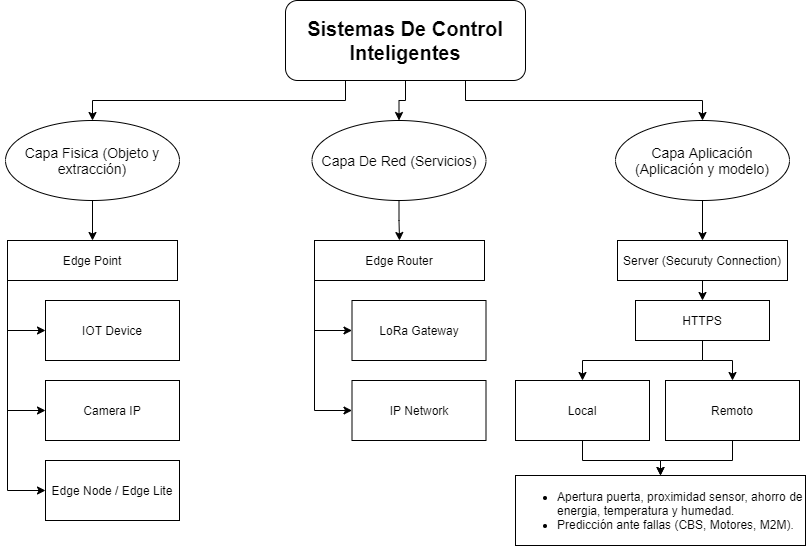 Sistemas De Control
Inteligentes
Capa Fisica (Objeto y
extracción)
Capa De Red (Servicios)
Capa Aplicación
(Aplicación y modelo)
Edge Point
Edge Router
Server (Securuty Connection)
IOT Device
LoRa Gateway
HTTPS
Camera IP
IP Network
Local
Remoto
Edge Node / Edge Lite
• Apertura puerta, proximidad sensor, ahorro de
energia, temperatura y humedad.
• Predicción ante fallas (CBS, Motores, M2M).